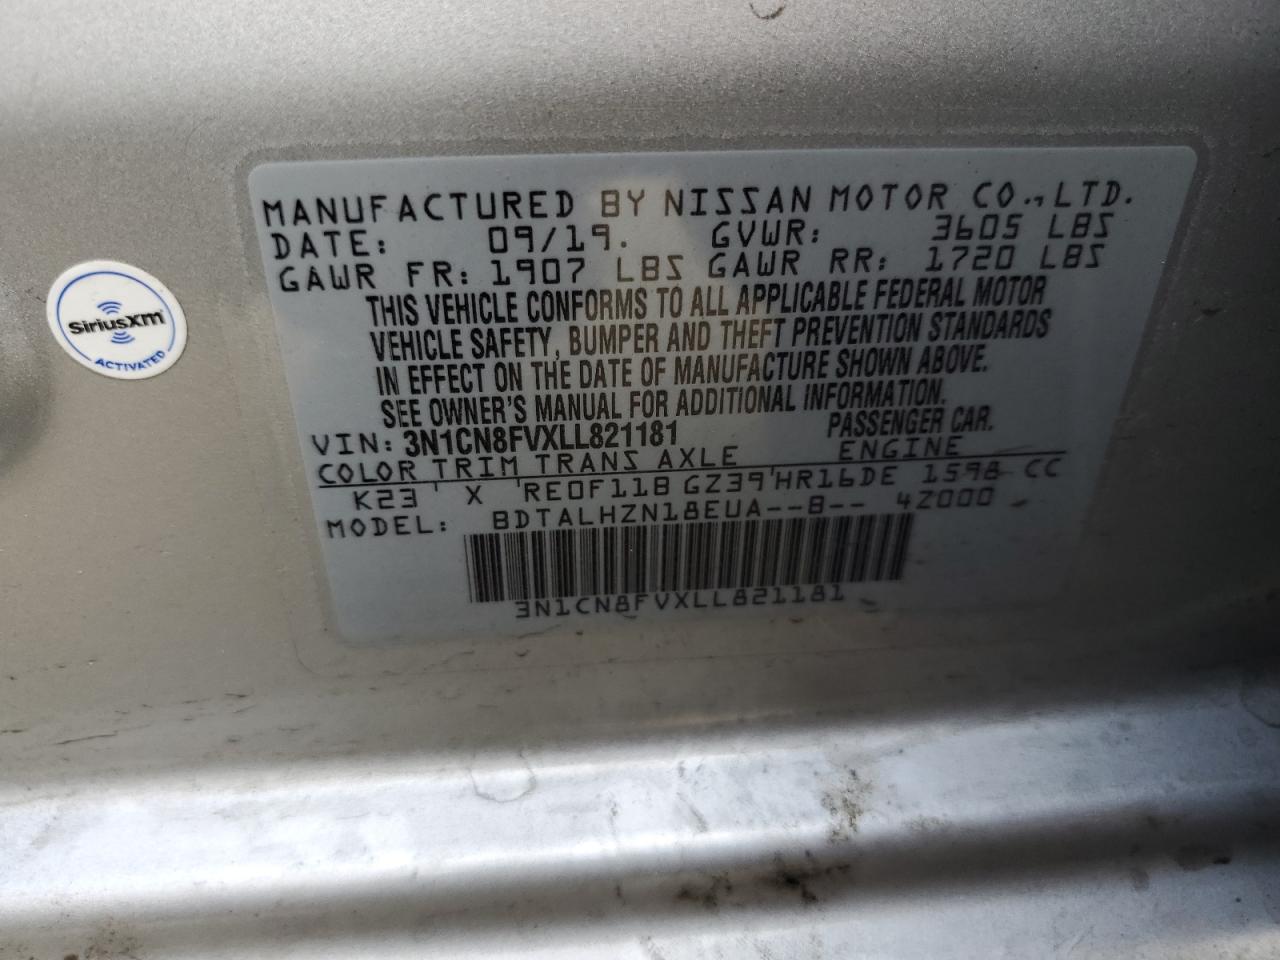 MANUFACTURED BY NISSAN MOTOR CO., LTD.
DATE: 09/19. GVWR: 3605 LBS
GAWR FR: 1907 LBS GAWR RR: 1720 LBS
THIS VEHICLE CONFORMS TO ALL APPLICABLE FEDERAL MOTOR
VEHICLE SAFETY, BUMPER AND THEFT PREVENTION STANDARDS
IN EFFECT ON THE DATE OF MANUFACTURE SHOWN ABOVE.
SEE OWNER'S MANUAL FOR ADDITIONAL INFORMATION.
PASSENGER CAR.
VIN: 3N1CN8FVXLL821181
COLOR TRIM TRANS AXLE ENGINE
K23 X RE0F11B GZ39 HR16DE 1598 CC
MODEL: BDTALHZN18EUA--B-- 4Z000
3N1CN8FVXLL821181
SiriusXM
ACTIVATED